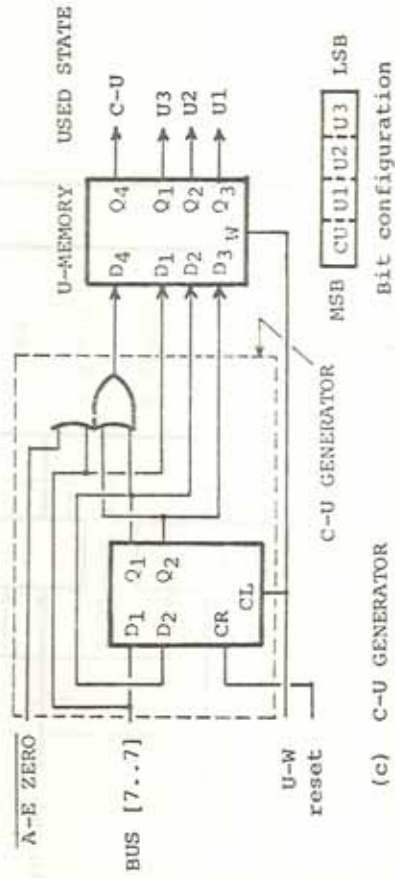 U-MEMORY USED STATE
A-E ZERO
BUS [7..7]
D1 Q1
D2 Q2
CR
CL
D4 Q4 C-U
D1 Q1 U3
D2 Q2 U2
D3 Q3 U1
W
U-W
reset
C-U GENERATOR
MSB CU U1 U2 U3 LSB
Bit configuration
(c) C-U GENERATOR